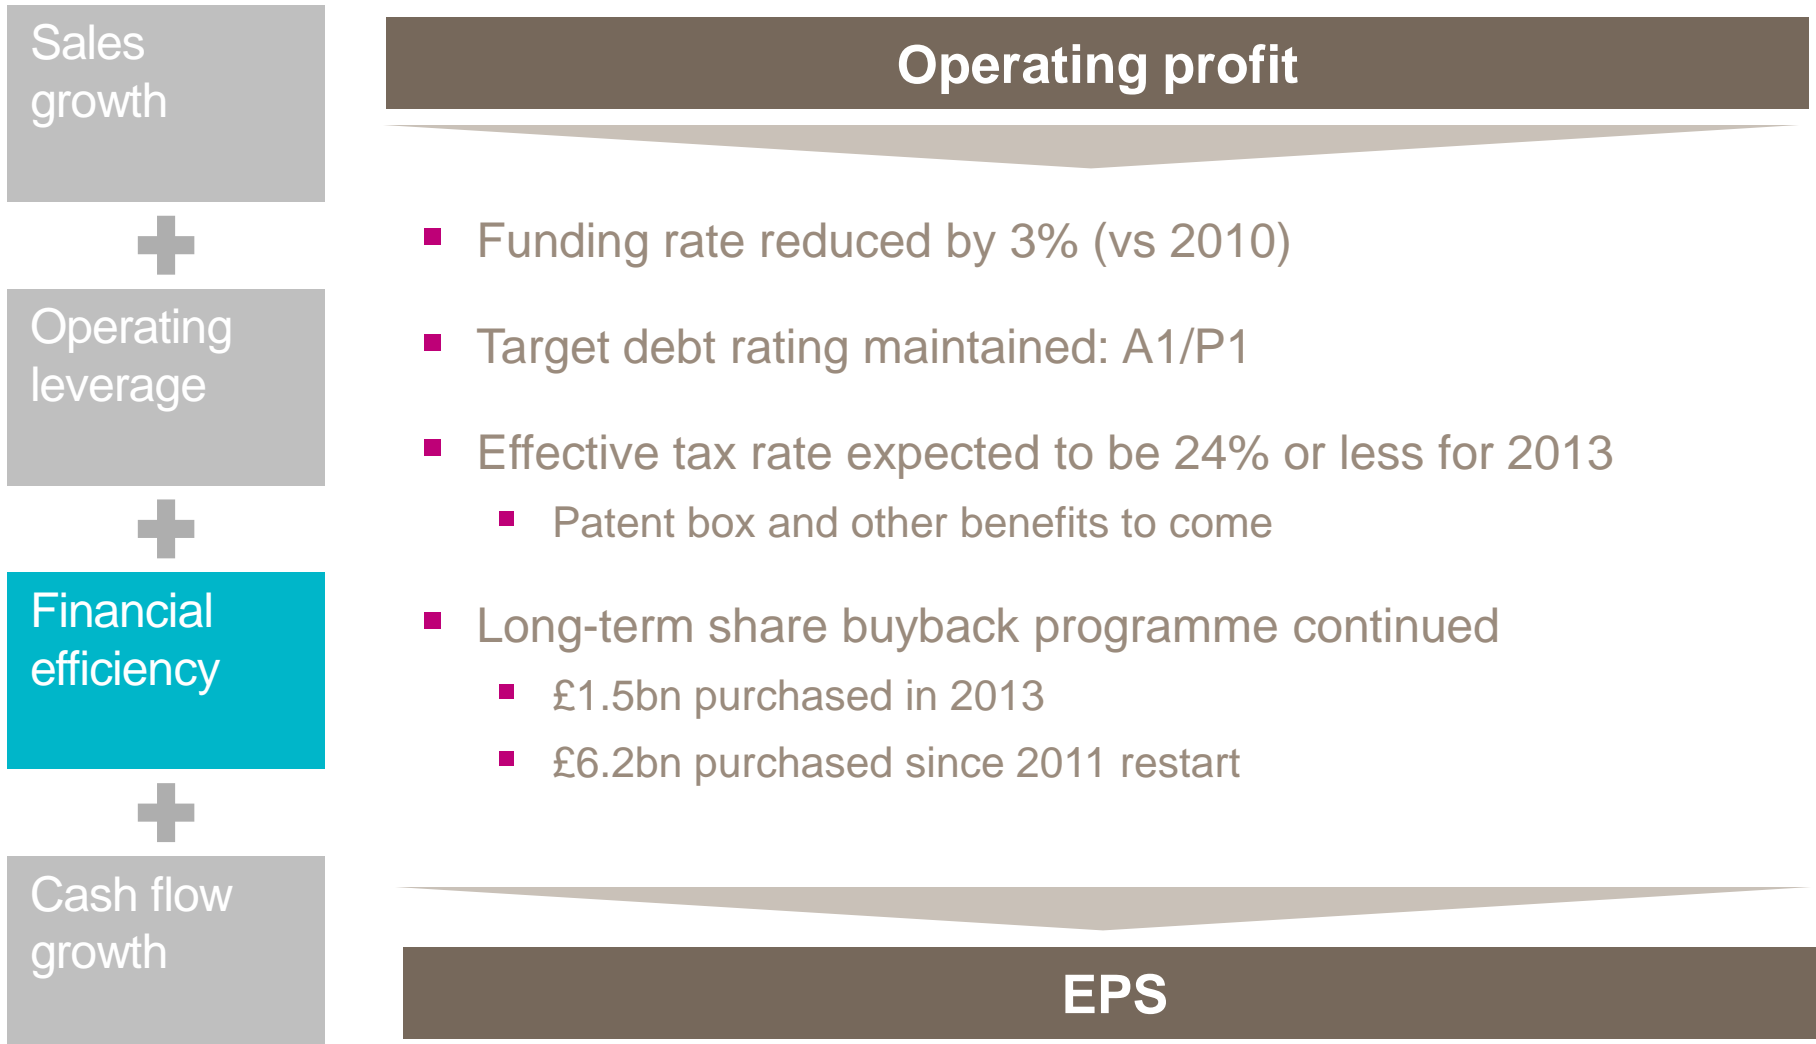 Sales
growth
Operating
leverage
Financial
efficiency
Cash flow
growth
Operating profit
Funding rate reduced by 3% (vs 2010)
Target debt rating maintained: A1/P1
Effective tax rate expected to be 24% or less for 2013
Patent box and other benefits to come
Long-term share buyback programme continued
£1.5bn purchased in 2013
£6.2bn purchased since 2011 restart
EPS